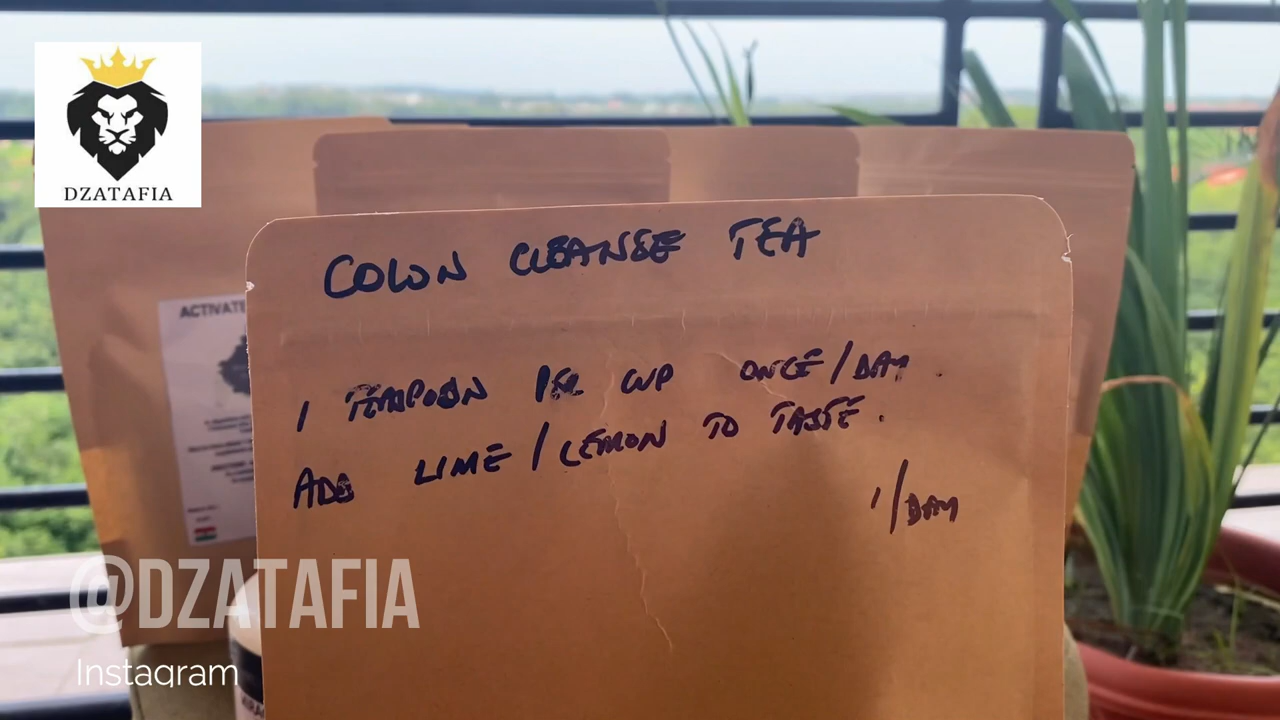 DZATAFIA
COLON CLEANSE TEA
1 TEASPOON PER CUP ONCE/DAY.
ADD LIME/LEMON TO TASTE.
1/DAY
ACTIVATE
@DZATAFIA
Instagram